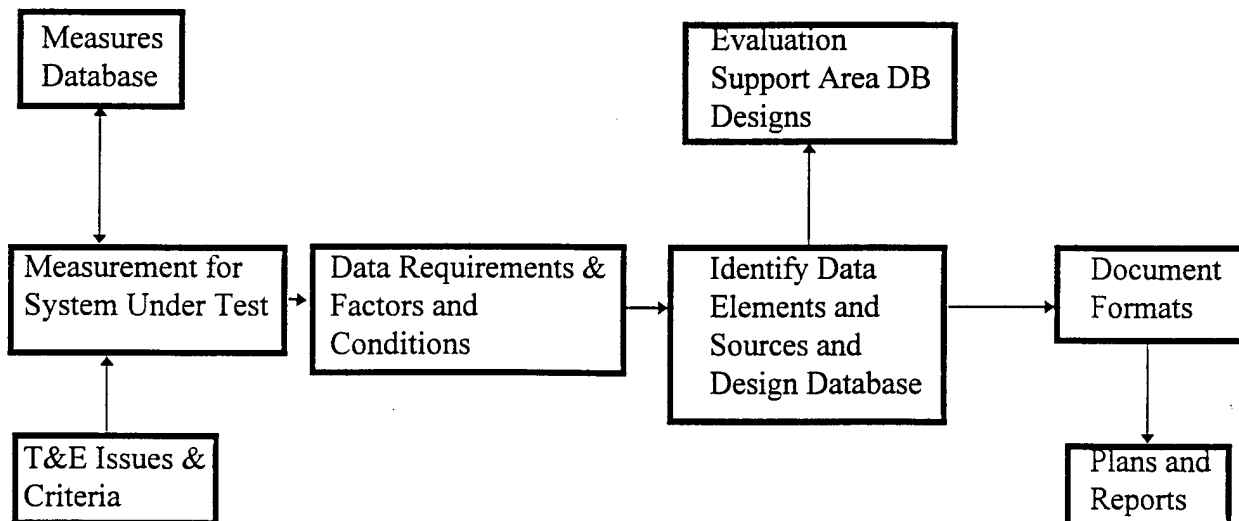 Measures
Database
Evaluation
Support Area DB
Designs
Measurement for
System Under Test
Data Requirements &
Factors and
Conditions
Identify Data
Elements and
Sources and
Design Database
Document
Formats
T&E Issues &
Criteria
Plans and
Reports